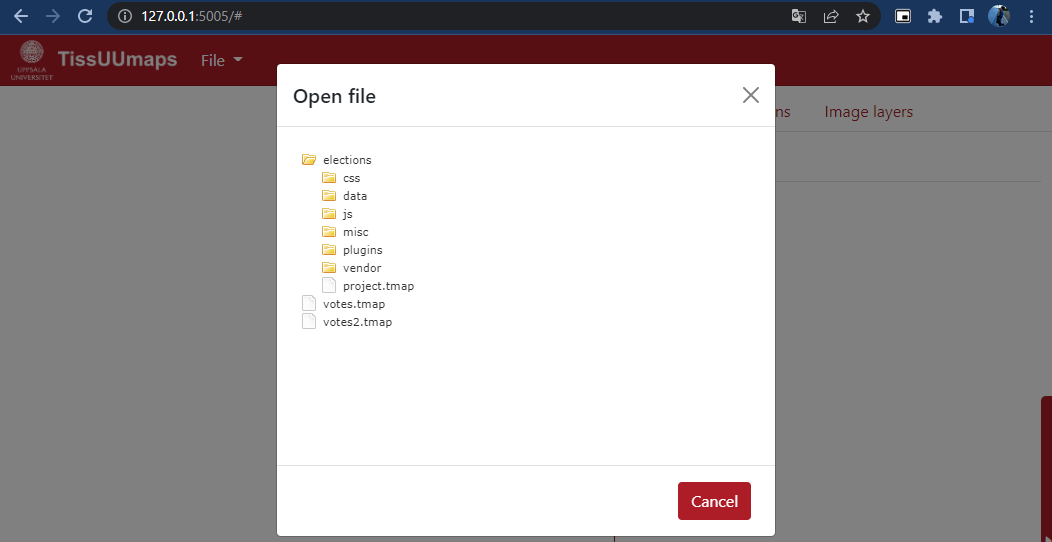 127.0.0.1:5005/#
UPPSALA
UNIVERSITET
TissUUmaps
File
Open file
ns
Image layers
elections
css
data
js
misc
plugins
vendor
project.tmap
votes.tmap
votes2.tmap
Cancel